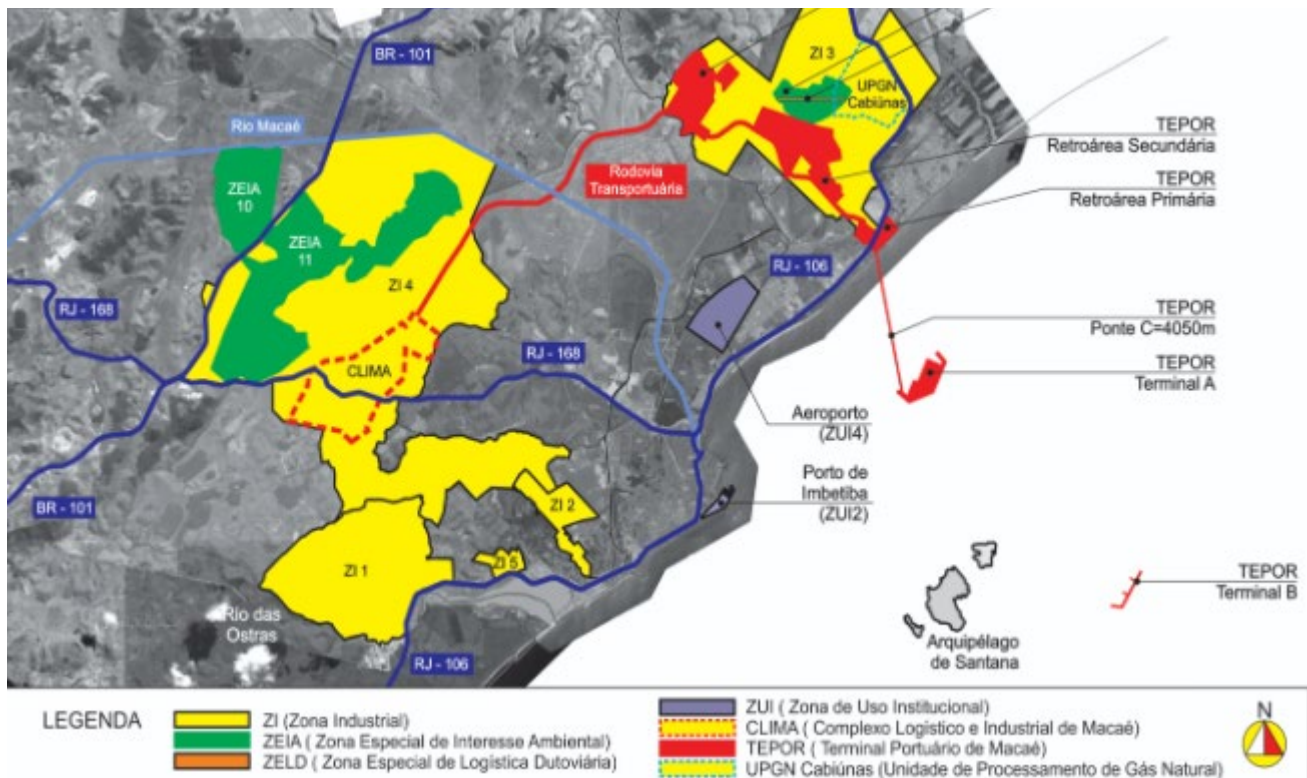 BR - 101
ZI 3
UPGN
Cabiúnas
Rio Macaé
TEPOR
Retroárea Secundária
ZEIA
10
Rodovia
Transportuária
TEPOR
Retroárea Primária
ZEIA
11
ZI 4
RJ - 106
RJ - 168
TEPOR
Ponte C=4050m
RJ - 168
CLIMA
TEPOR
Terminal A
Aeroporto
(ZUI4)
Porto de
Imbetiba
(ZUI2)
BR - 101
ZI 2
ZI 5
ZI 1
TEPOR
Terminal B
Rio das
Ostras
Arquipélago
de Santana
RJ - 106
LEGENDA
ZI (Zona Industrial)
ZEIA ( Zona Especial de Interesse Ambiental)
ZELD ( Zona Especial de Logística Dutoviária)
ZUI ( Zona de Uso Institucional)
CLIMA ( Complexo Logístico e Industrial de Macaé)
TEPOR ( Terminal Portuário de Macaé)
UPGN Cabiúnas (Unidade de Processamento de Gás Natural)
N